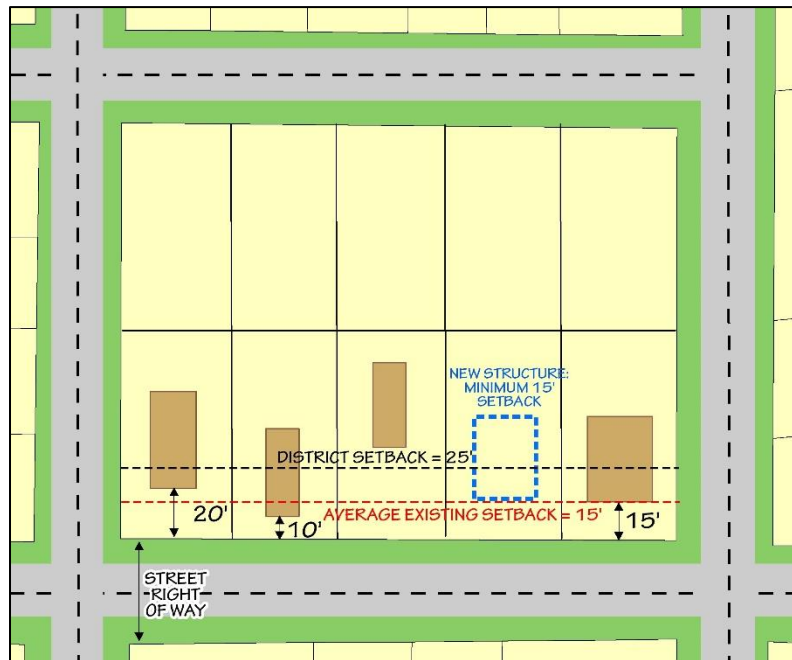 NEW STRUCTURE:
MINIMUM 15'
SETBACK
DISTRICT SETBACK = 25'
20'
10'
AVERAGE EXISTING SETBACK = 15'
15'
STREET
RIGHT
OF WAY